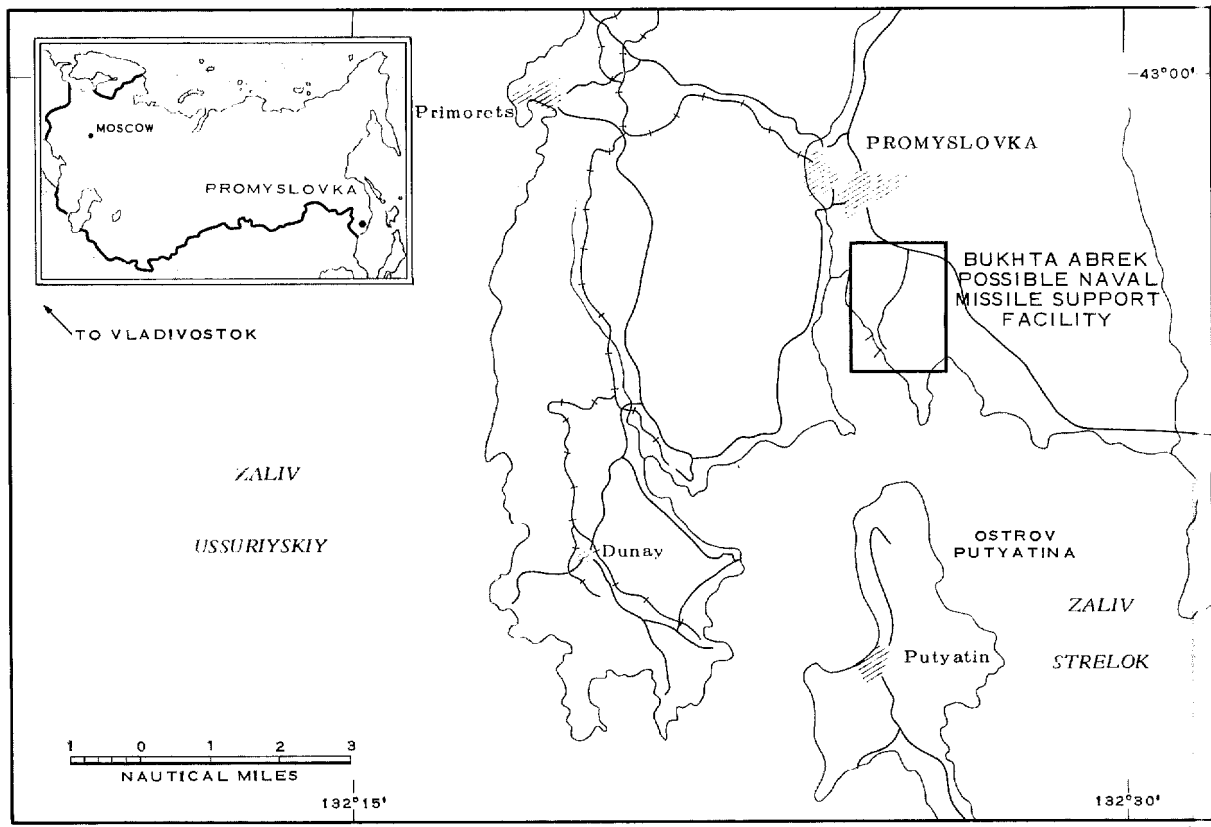 MOSCOW
PROMYSLOVKA
TO VLADIVOSTOK
Primorets
43°00'
PROMYSLOVKA
BUKHTA ABREK
POSSIBLE NAVAL
MISSILE SUPPORT
FACILITY
ZALIV
USSURIYSKIY
Dunay
OSTROV
PUTYATINA
ZALIV
STRELOK
Putyatin
1 0 1 2 3
NAUTICAL MILES
132°15'
132°30'